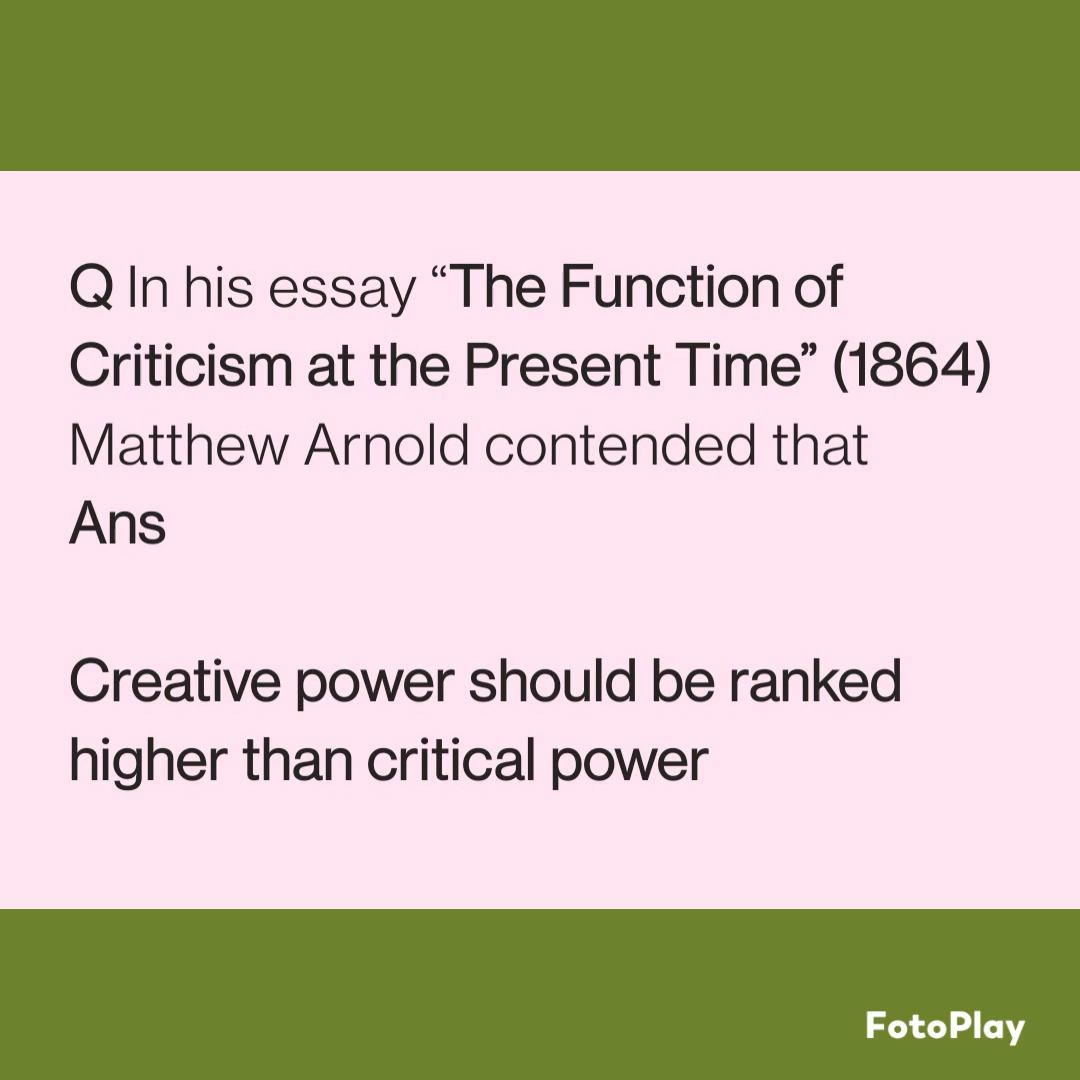 Q In his essay “The Function of
Criticism at the Present Time” (1864)
Matthew Arnold contended that
Ans
Creative power should be ranked
higher than critical power
FotoPlay